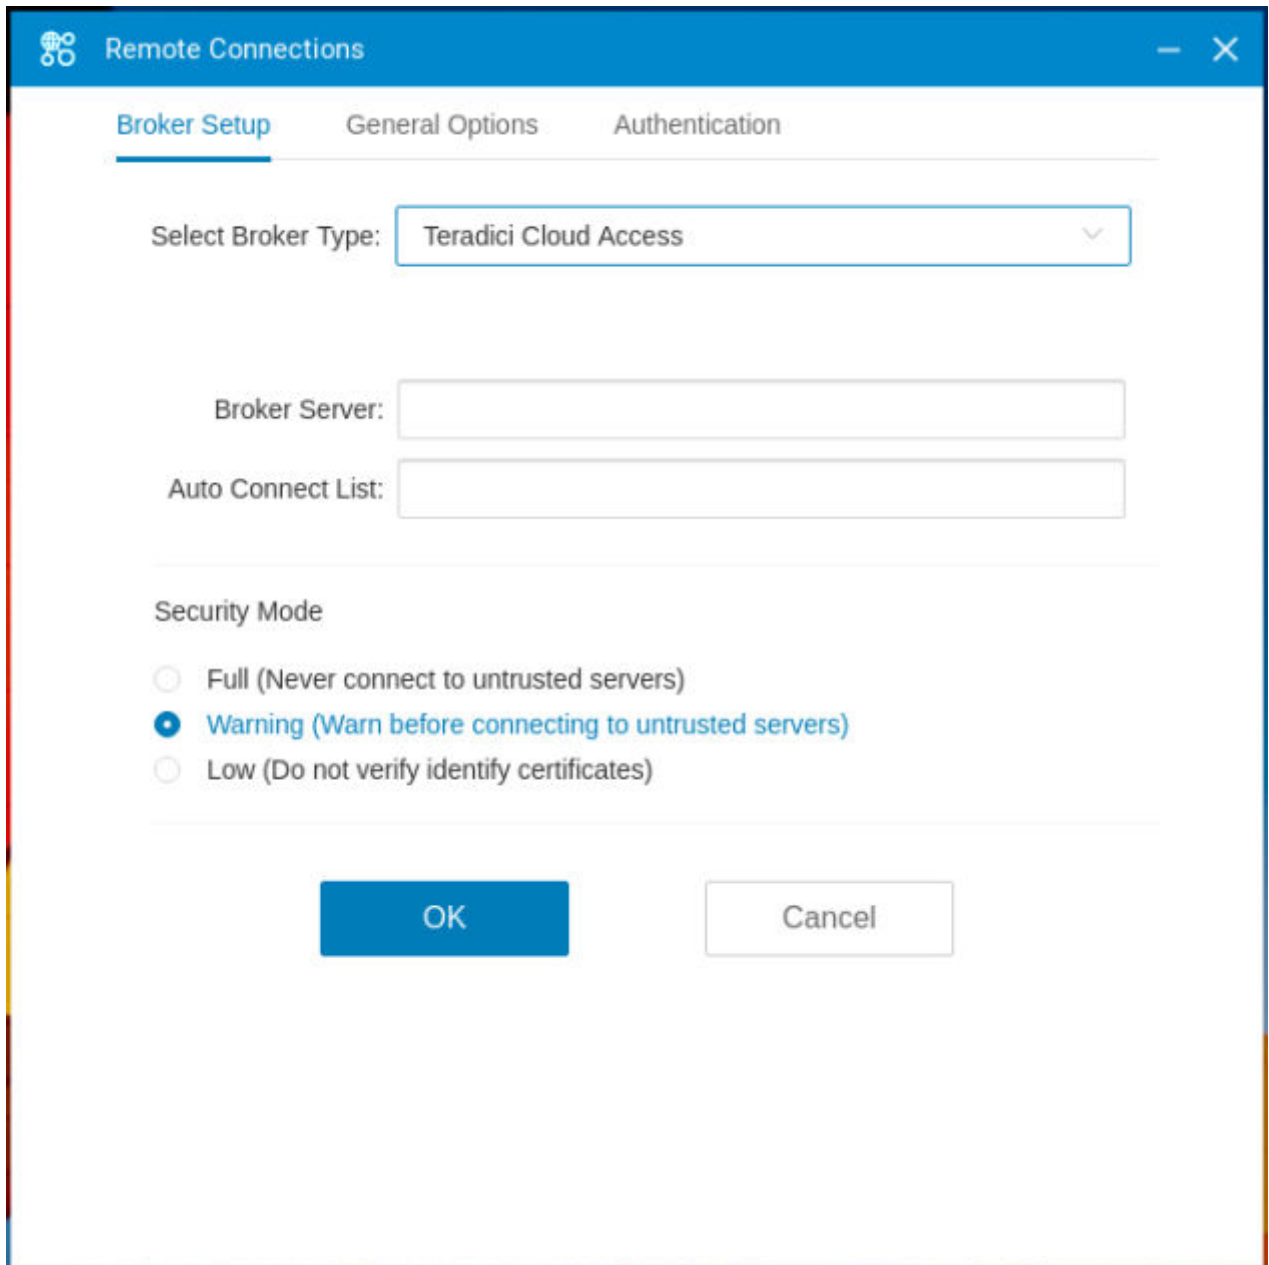 Remote Connections
Broker Setup General Options Authentication
Select Broker Type: Teradici Cloud Access
Broker Server:
Auto Connect List:
Security Mode
Full (Never connect to untrusted servers)
Warning (Warn before connecting to untrusted servers)
Low (Do not verify identify certificates)
OK Cancel